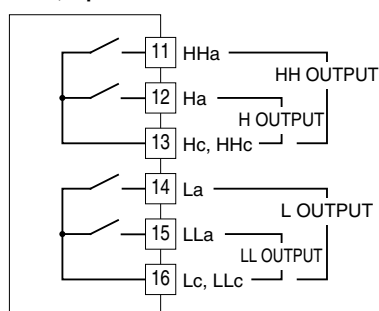 11 HHa
HH OUTPUT
12 Ha
H OUTPUT
13 Hc, HHc
14 La
L OUTPUT
15 LLa
LL OUTPUT
16 Lc, LLc